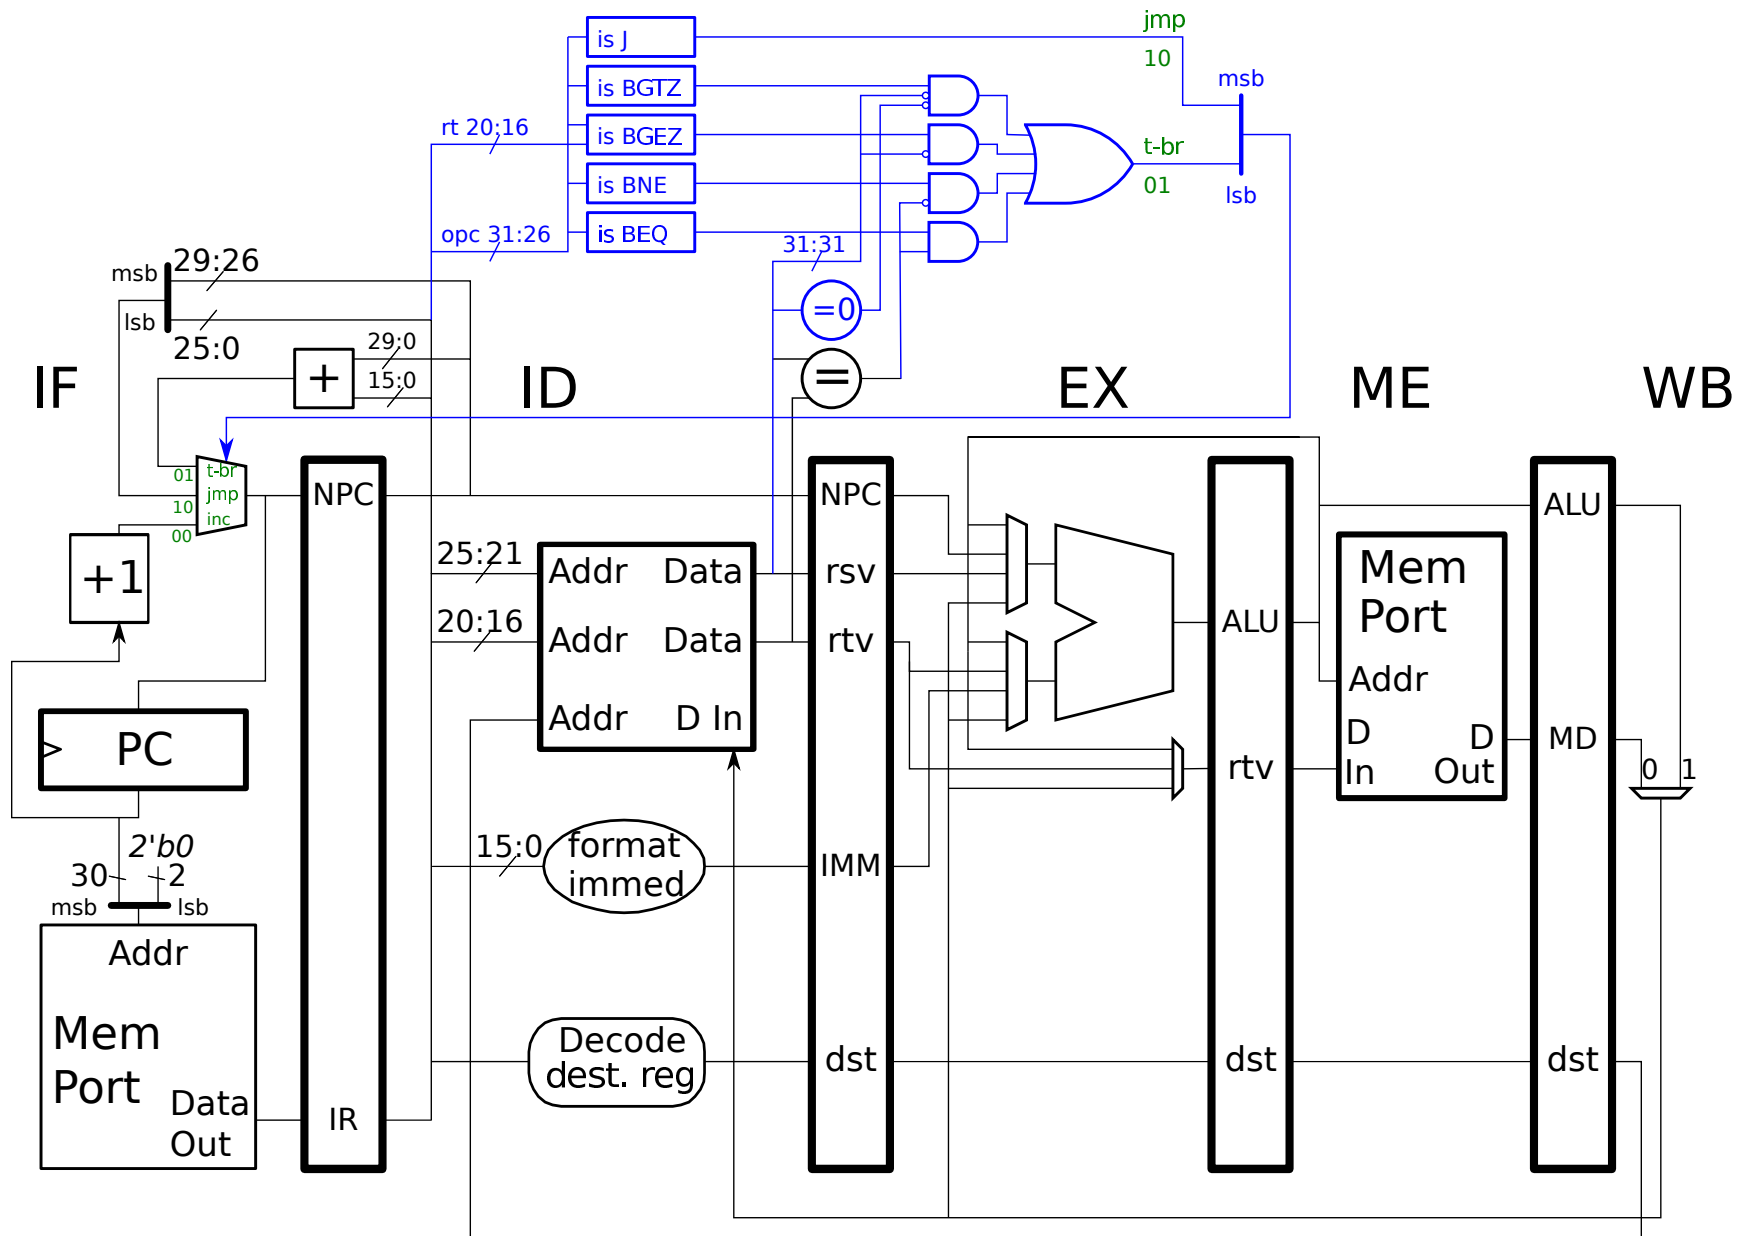 jmp
is J
10
msb
is BGTZ
rt 20:16
is BGEZ
t-br
is BNE
01
lsb
opc 31:26
is BEQ
31:31
29:26
msb
=0
lsb
25:0
29:0
+
15:0
=
IF
ID
EX
ME
WB
01
t-br
jmp
10
inc
00
NPC
NPC
ALU
+1
25:21
Addr
Data
rsv
Mem
Port
20:16
Addr
Data
rtv
ALU
Addr
Addr
D In
PC
D
In
D
Out
MD
rtv
0
1
2'b0
30
2
msb
lsb
15:0
format
immed
IMM
Addr
Mem
Port
Data
Out
IR
Decode
dest. reg
dst
dst
dst